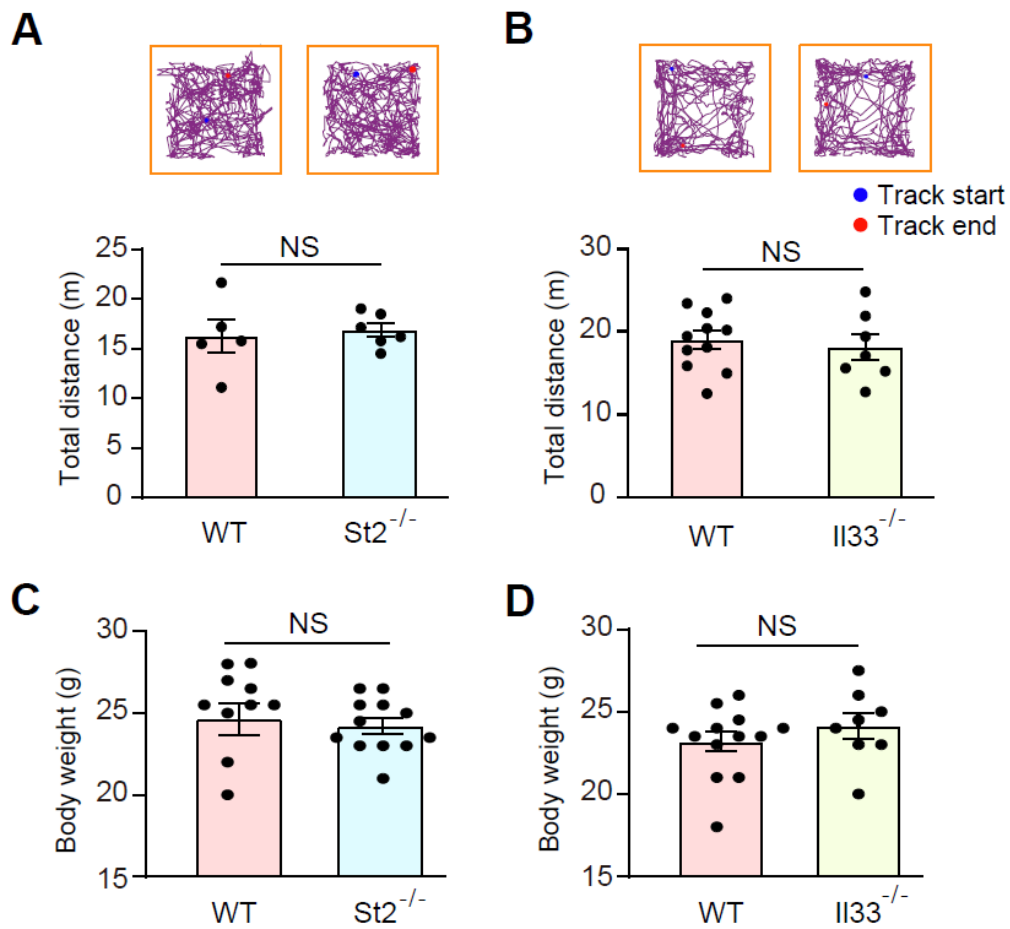 A
B
Track start
Track end
25
20
15
10
5
0
Total distance (m)
NS
WT
St2⁻/⁻
30
20
10
0
Total distance (m)
NS
WT
Il33⁻/⁻
C
30
25
20
15
Body weight (g)
NS
WT
St2⁻/⁻
D
30
25
20
15
Body weight (g)
NS
WT
Il33⁻/⁻